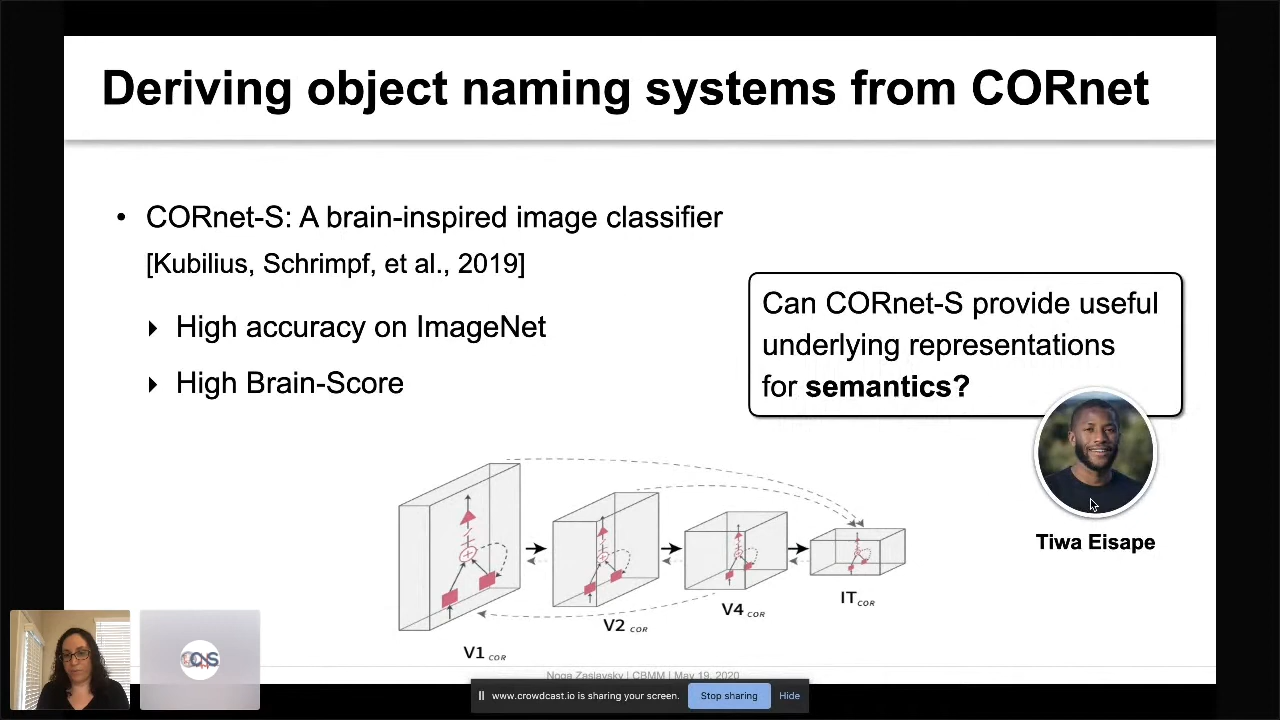 Deriving object naming systems from CORnet
• CORnet-S: A brain-inspired image classifier
[Kubilius, Schrimpf, et al., 2019]
High accuracy on ImageNet
High Brain-Score
Can CORnet-S provide useful
underlying representations
for semantics?
Tiwa Eisape
V1 COR
V2 COR
V4 COR
IT COR
Noga Zaslavsky | CBMM | May 19, 2020
www.crowdcast.io is sharing your screen.
Stop sharing
Hide